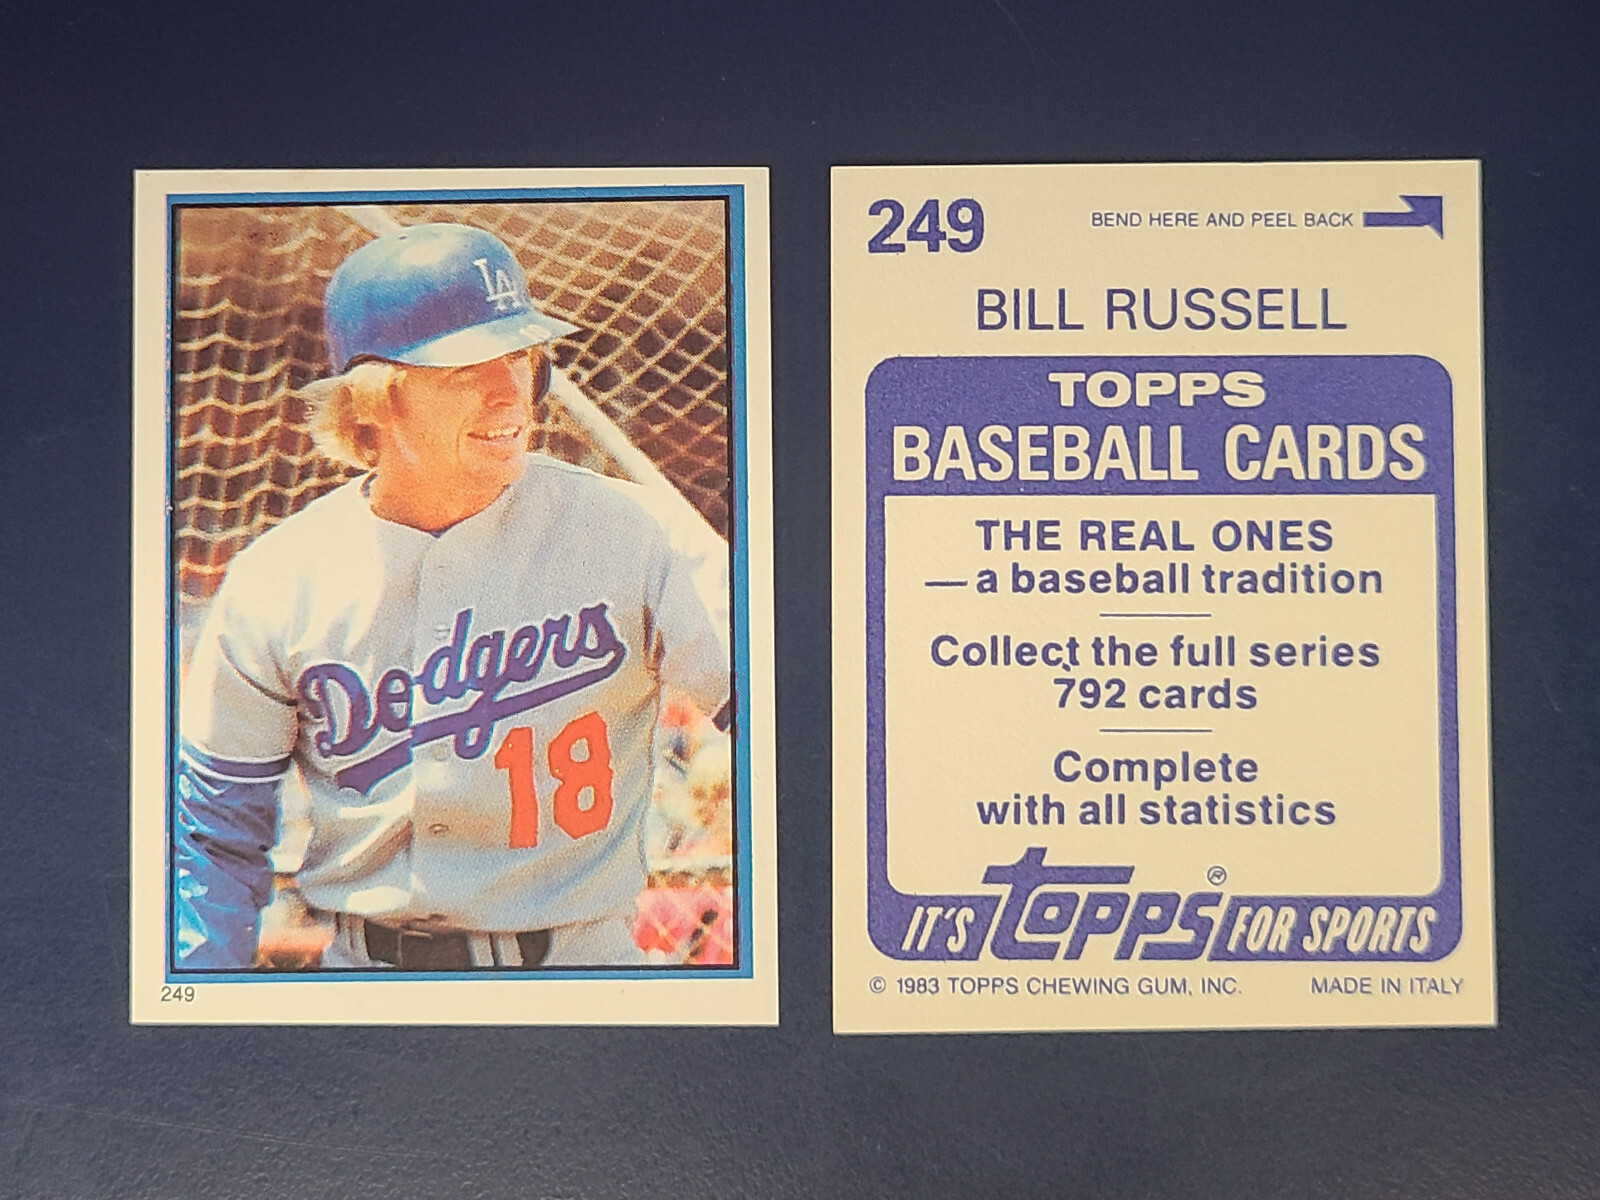 LA
Dodgers
18
249
249
BEND HERE AND PEEL BACK
BILL RUSSELL
TOPPS
BASEBALL CARDS
THE REAL ONES
— a baseball tradition
Collect the full series
792 cards
Complete
with all statistics
IT'S topps® FOR SPORTS
© 1983 TOPPS CHEWING GUM, INC. MADE IN ITALY